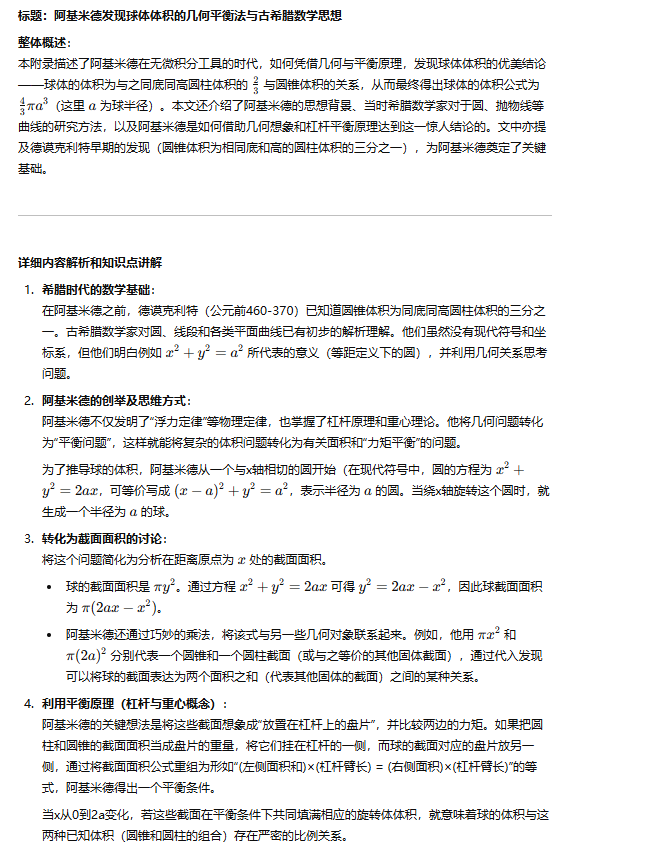 标题：阿基米德发现球体体积的几何平衡法与古希腊数学思想
整体概述：
本附录描述了阿基米德在无微积分工具的时代，如何凭借几何与平衡原理，发现球体体积的优美结论
——球体的体积为与之同底同高圆柱体积的 2/3 与圆锥体积的关系，从而最终得出球体的体积公式为
4/3 πa³（这里 a 为球半径）。本文还介绍了阿基米德的思想背景、当时希腊数学家对于圆、抛物线等
曲线的研究方法，以及阿基米德是如何借助几何想象和杠杆平衡原理达到这一惊人结论的。文中亦提
及德谟克利特早期的发现（圆锥体积为相同底和高的圆柱体积的三分之一），为阿基米德奠定了关键
基础。
详细内容解析和知识点讲解
1. 希腊时代的数学基础：
在阿基米德之前，德谟克利特（公元前460-370）已知道圆锥体积为同底同高圆柱体积的三分之
一。古希腊数学家对圆、线段和各类平面曲线已有初步的解析理解。他们虽然没有现代符号和坐
标系，但他们明白例如 x² + y² = a² 所代表的意义（等距定义下的圆），并利用几何关系思考
问题。
2. 阿基米德的创举及思维方式：
阿基米德不仅发明了“浮力定律”等物理定律，也掌握了杠杆原理和重心理论。他将几何问题转化
为“平衡问题”，这样就能将复杂的体积问题转化为有关面积和“力矩平衡”的问题。
为了推导球的体积，阿基米德从一个与x轴相切的圆开始（在现代符号中，圆的方程为 x² +
y² = 2ax，可等价写成 (x − a)² + y² = a²，表示半径为 a 的圆。当绕x轴旋转这个圆时，就
生成一个半径为 a 的球。
3. 转化为截面面积的讨论：
将这个问题简化为分析在距离原点为 x 处的截面面积。
• 球的截面面积是 πy²。通过方程 x² + y² = 2ax 可得 y² = 2ax − x²，因此球截面面积
为 π(2ax − x²)。
• 阿基米德还通过巧妙的乘法，将该式与另一些几何对象联系起来。例如，他用 πx² 和
π(2a)² 分别代表一个圆锥和一个圆柱截面（或与之等价的其他固体截面），通过代入发现
可以将球的截面表达为两个面积之和（代表其他固体的截面）之间的某种关系。
4. 利用平衡原理（杠杆与重心概念）：
阿基米德的关键想法是将这些截面想象成“放置在杠杆上的盘片”，并比较两边的力矩。如果把圆
柱和圆锥的截面面积当成盘片的重量，将它们挂在杠杆的一侧，而球的截面对应的盘片放另一
侧，通过将截面面积公式重组为形如“(左侧面积和)×(杠杆臂长) = (右侧面积)×(杠杆臂长)”的等
式，阿基米德得出一个平衡条件。
当x从0到2a变化，若这些截面在平衡条件下共同填满相应的旋转体体积，就意味着球的体积与这
两种已知体积（圆锥和圆柱的组合）存在严密的比例关系。